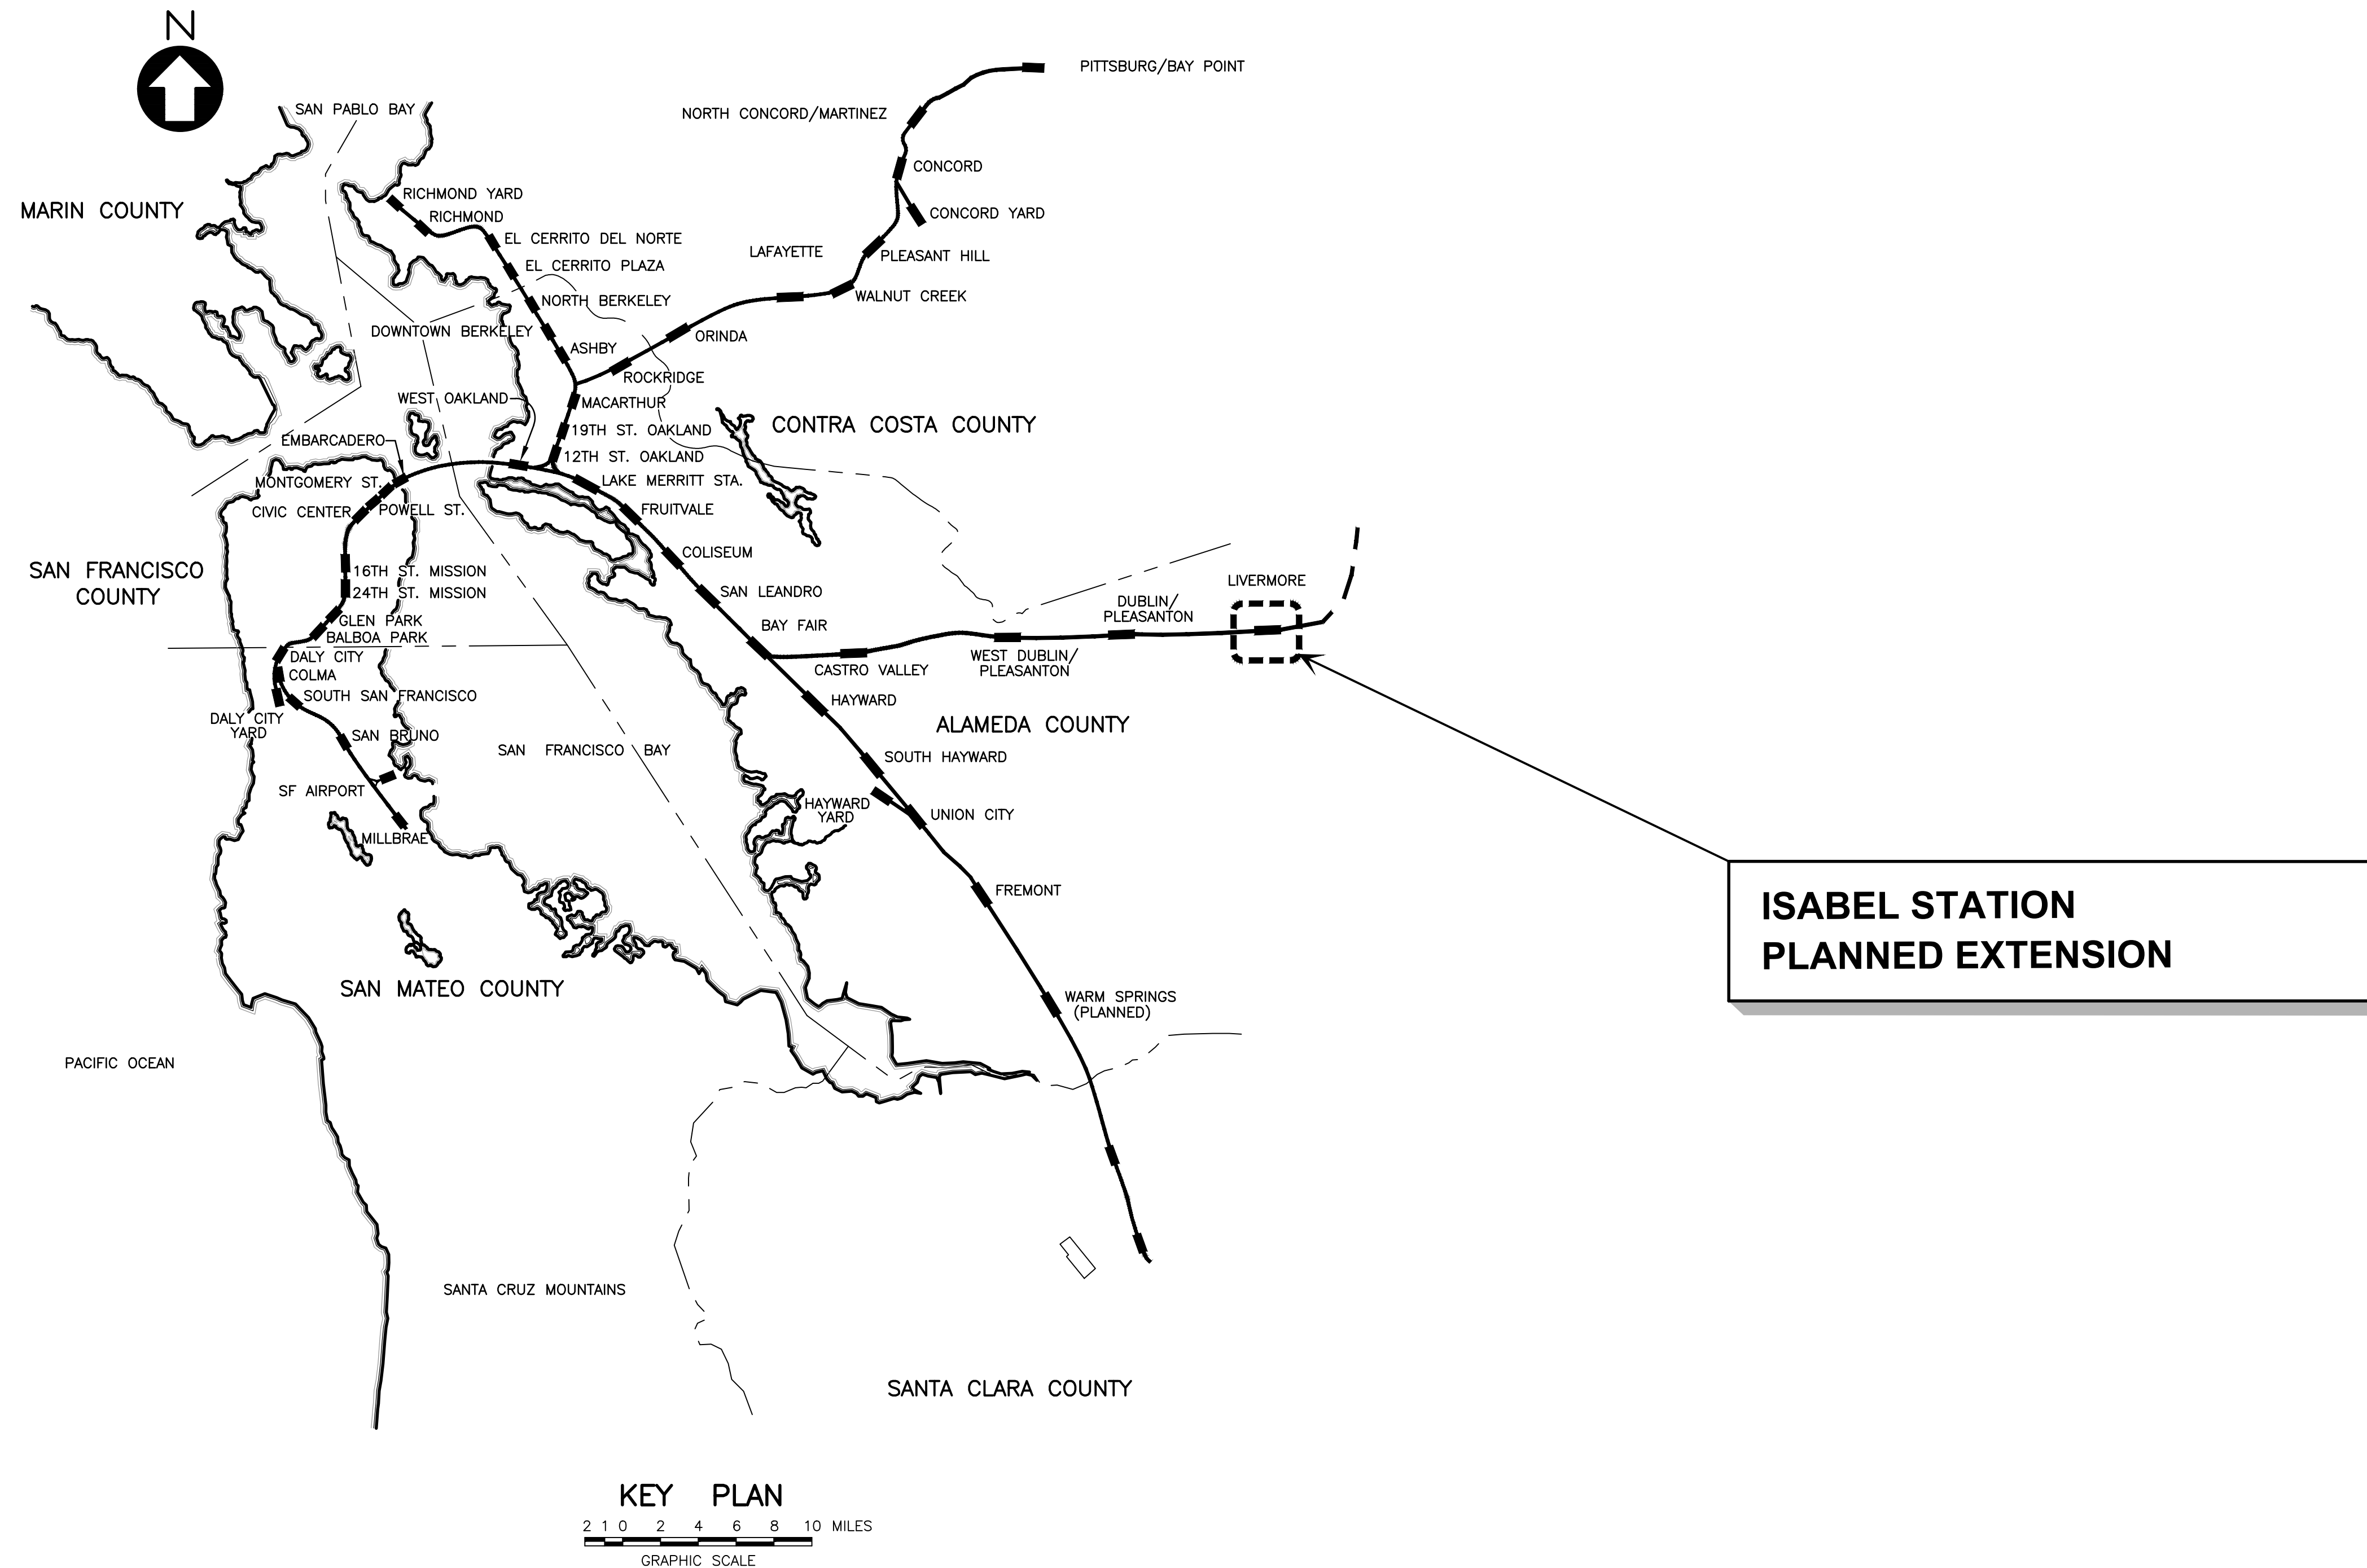 N
PITTSBURG/BAY POINT
SAN PABLO BAY
NORTH CONCORD/MARTINEZ
CONCORD
RICHMOND YARD
MARIN COUNTY
RICHMOND
CONCORD YARD
EL CERRITO DEL NORTE
LAFAYETTE
PLEASANT HILL
EL CERRITO PLAZA
NORTH BERKELEY
WALNUT CREEK
DOWNTOWN BERKELEY
ORINDA
ASHBY
ROCKRIDGE
WEST OAKLAND
MACARTHUR
CONTRA COSTA COUNTY
19TH ST. OAKLAND
EMBARCADERO
12TH ST. OAKLAND
MONTGOMERY ST.
LAKE MERRITT STA.
CIVIC CENTER
POWELL ST.
FRUITVALE
COLISEUM
SAN FRANCISCO
COUNTY
16TH ST. MISSION
24TH ST. MISSION
LIVERMORE
SAN LEANDRO
DUBLIN/
PLEASANTON
GLEN PARK
BAY FAIR
BALBOA PARK
DALY CITY
WEST DUBLIN/
PLEASANTON
CASTRO VALLEY
COLMA
SOUTH SAN FRANCISCO
HAYWARD
DALY CITY
YARD
ALAMEDA COUNTY
SAN BRUNO
SAN FRANCISCO BAY
SOUTH HAYWARD
SF AIRPORT
HAYWARD
YARD
UNION CITY
MILLBRAE
FREMONT
ISABEL STATION
PLANNED EXTENSION
SAN MATEO COUNTY
WARM SPRINGS
(PLANNED)
PACIFIC OCEAN
SANTA CRUZ MOUNTAINS
SANTA CLARA COUNTY
KEY PLAN
2 1 0 2 4 6 8 10 MILES
GRAPHIC SCALE